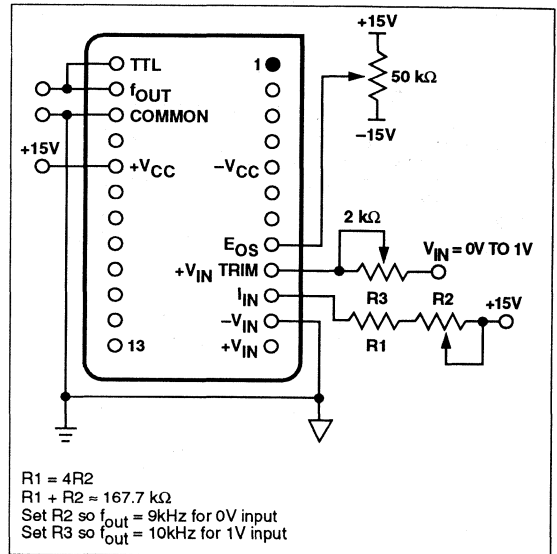 +15V
TTL
1
fOUT
50 kΩ
COMMON
–15V
+15V
+VCC
–VCC
EOS
2 kΩ
VIN = 0V TO 1V
+VIN TRIM
IIN
R3
R2
+15V
–VIN
R1
13
+VIN
R1 = 4R2
R1 + R2 ≈ 167.7 kΩ
Set R2 so fout = 9kHz for 0V input
Set R3 so fout = 10kHz for 1V input